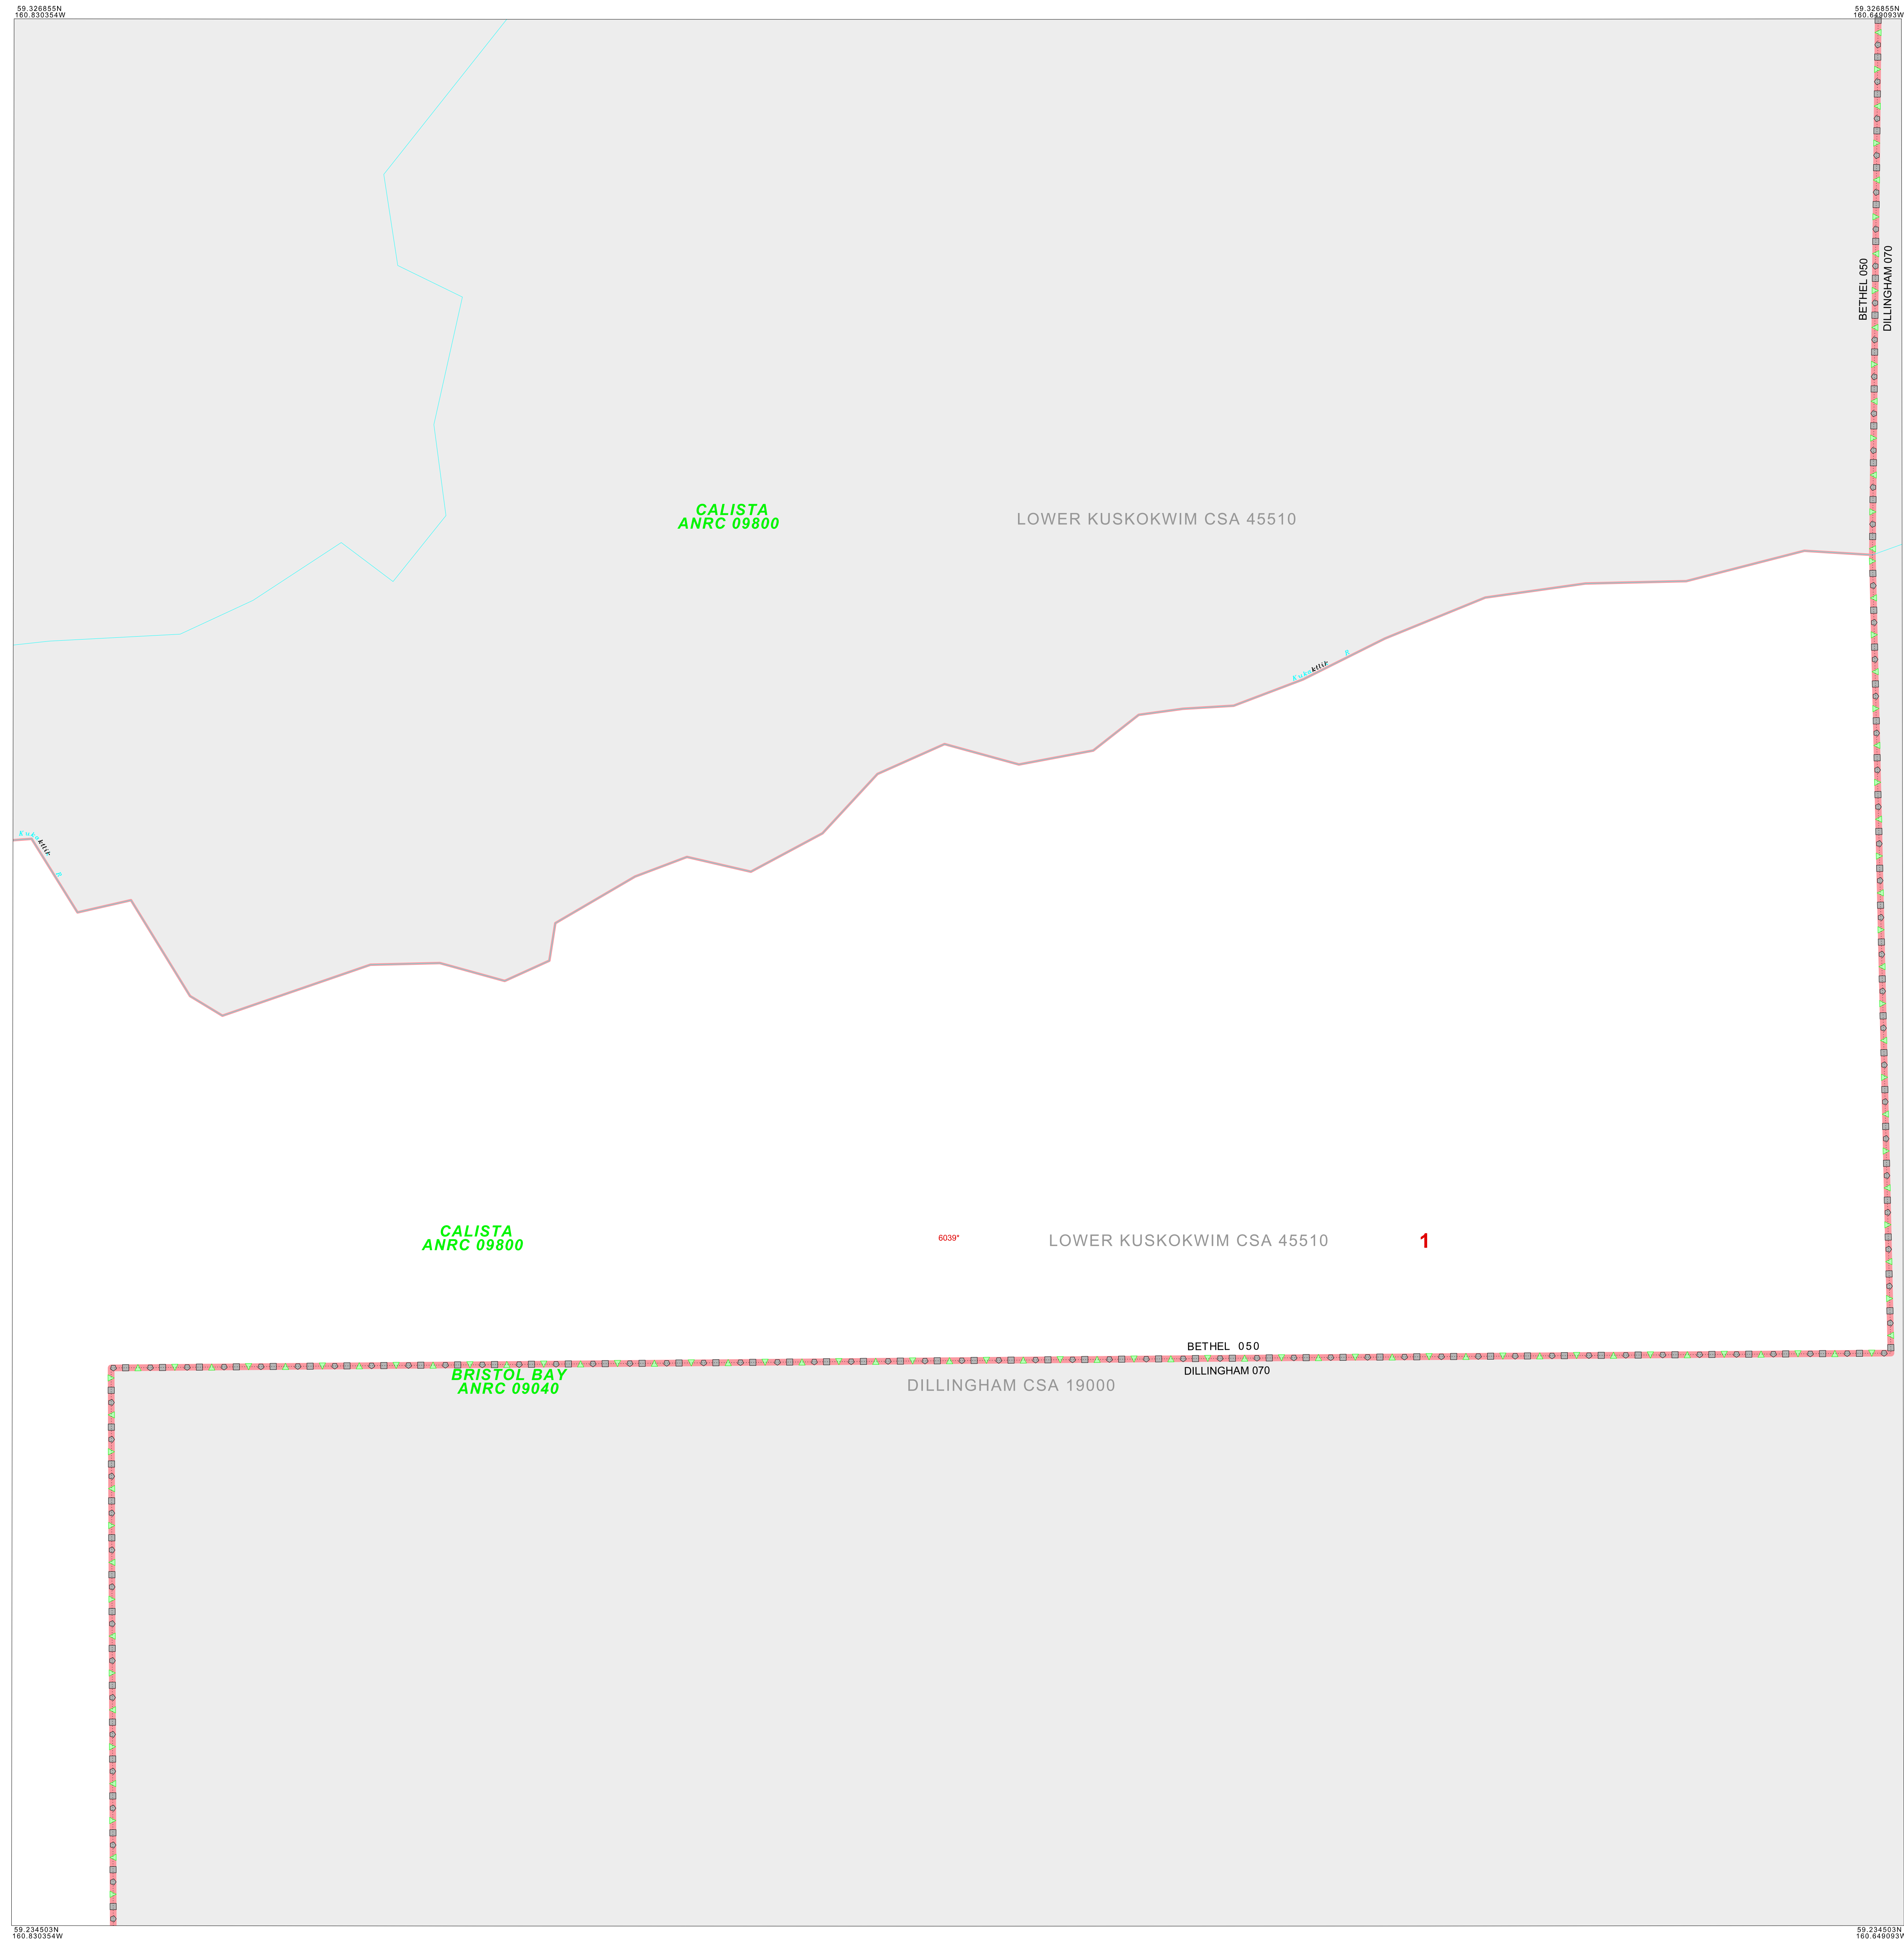 59.326855N
160.830354W
59.326855N
160.649093W
BETHEL 050
DILLINGHAM 070
CALISTA
ANRC 09800
LOWER KUSKOKWIM CSA 45510
R
R
CALISTA
ANRC 09800
6039*
LOWER KUSKOKWIM CSA 45510
1
BETHEL 050
DILLINGHAM 070
BRISTOL BAY
ANRC 09040
DILLINGHAM CSA 19000
59.234503N
160.830354W
59.234503N
160.649093W